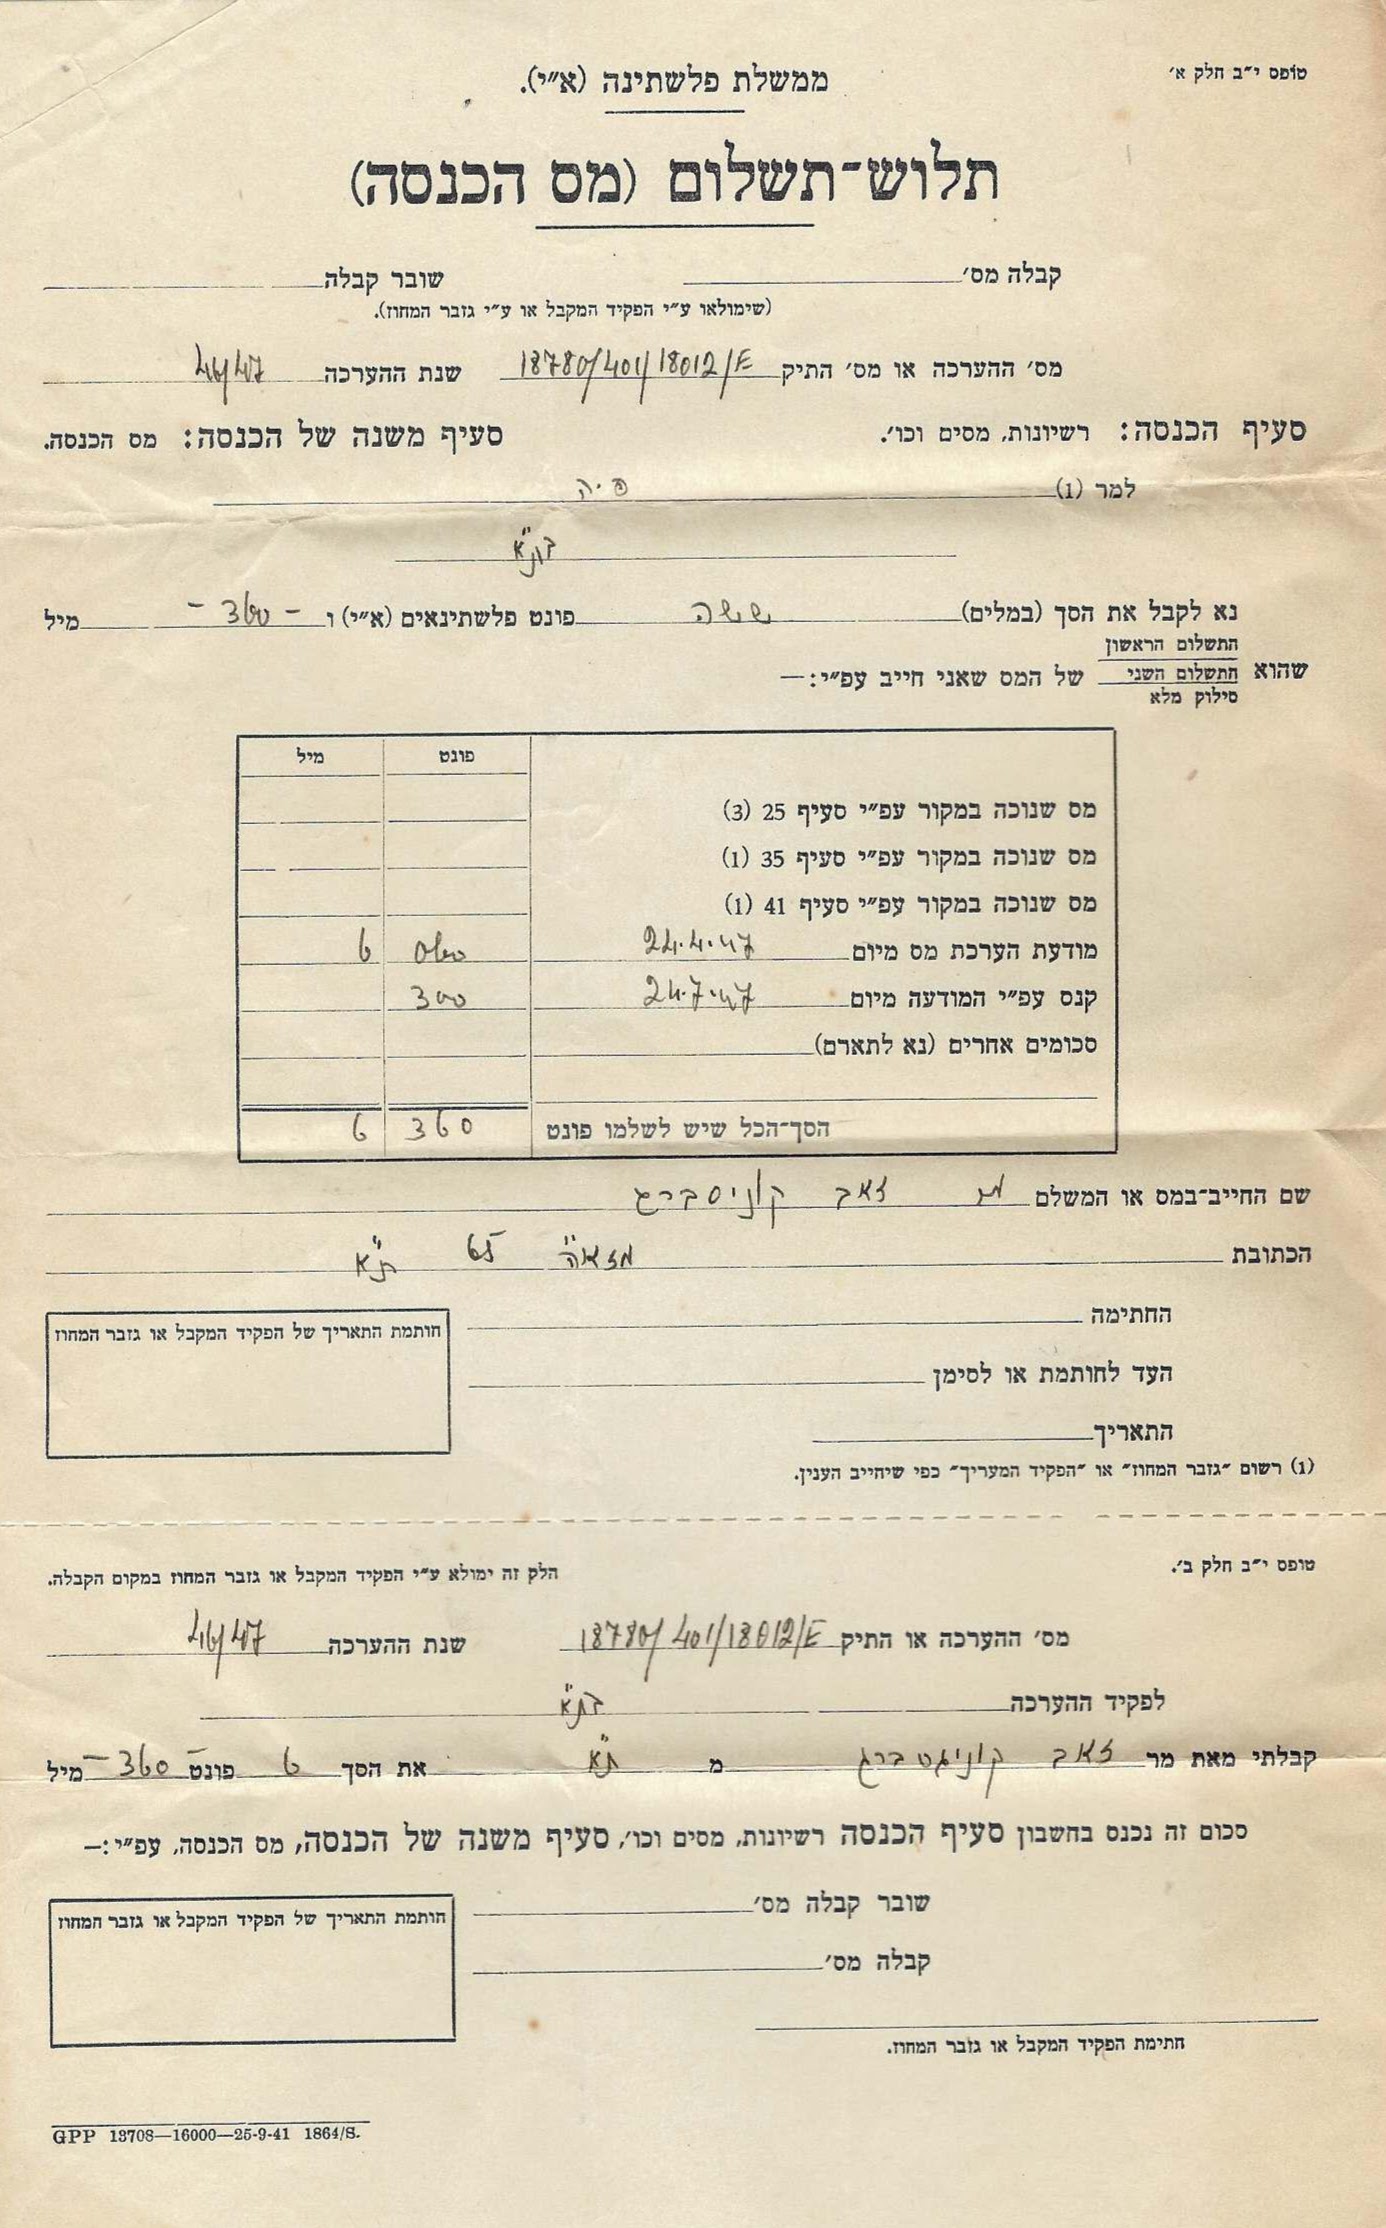 טופס י״ב חלק א׳
ממשלת פלשתינה (א״י).
תלוש־תשלום (מס הכנסה)
קבלה מס׳ שובר קבלה
(שימולאו ע״י הפקיד המקבל או ע״י גזבר המחוז).
מס׳ ההערכה או מס׳ התיק 18780/401/18012/E שנת ההערכה 46/47
סעיף הכנסה: רשיונות, מסים וכו׳. סעיף משנה של הכנסה: מס הכנסה.
למר (1) פ.ה
ת״א
נא לקבל את הסך (במלים) ששה פונט פלשתינאים (א״י) ו – 360 – מיל
התשלום הראשון
שהוא התשלום השני של המס שאני חייב עפ״י:—
סילוק מלא
פונט מיל
מס שנוכה במקור עפ״י סעיף 25 (3)
מס שנוכה במקור עפ״י סעיף 35 (1)
מס שנוכה במקור עפ״י סעיף 41 (1)
מודעת הערכת מס מיום 24.4.47 060 6
קנס עפ״י המודעה מיום 24.7.47 300
סכומים אחרים (נא לתארם)
הסך־הכל שיש לשלמו פונט 360 6
שם החייב־במס או המשלם מר זאב קוניסברג
הכתובת מזא״ה 65 ת״א
החתימה
חותמת התאריך של הפקיד המקבל או גזבר המחוז
העד לחותמת או לסימן
התאריך
(1) רשום ״גזבר המחוז״ או ״הפקיד המעריך״ כפי שיחייב הענין.
טופס י״ב חלק ב׳.
הלק זה ימולא ע״י הפקיד המקבל או גזבר המחוז במקום הקבלה.
מס׳ ההערכה או התיק 18780/401/18012/E שנת ההערכה 46/47
לפקיד ההערכה ת״א
קבלתי מאת מר זאב קוניגסברג מ ת״א את הסך 6 פונט – 360 – מיל
סכום זה נכנס בחשבון סעיף הכנסה רשיונות, מסים וכו׳, סעיף משנה של הכנסה, מס הכנסה, עפ״י:—
שובר קבלה מס׳
חותמת התאריך של הפקיד המקבל או גזבר המחוז
קבלה מס׳
חתימת הפקיד המקבל או גזבר המחוז.
GPP 13708—16000—25-9-41 1864/S.